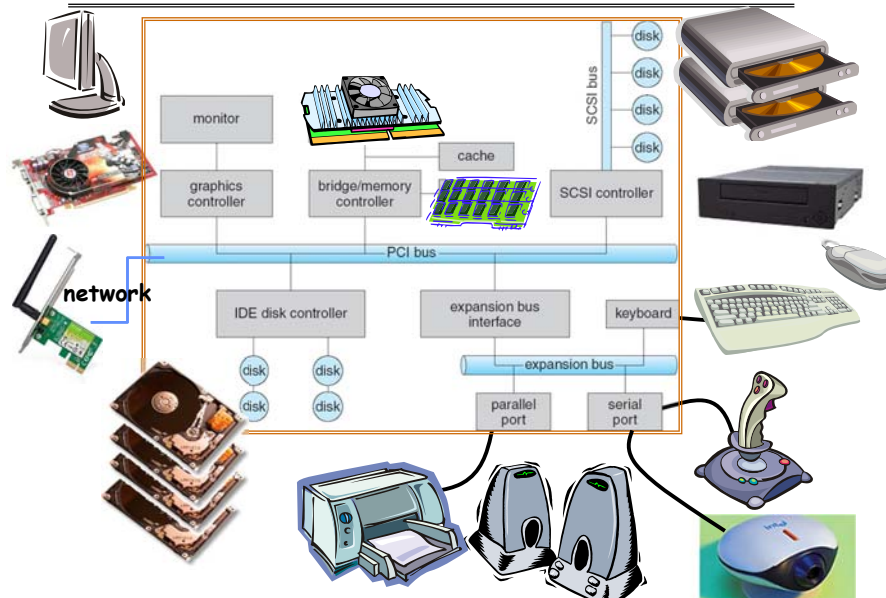 disk
disk
disk
disk
SCSI bus
monitor
cache
graphics
controller
bridge/memory
controller
SCSI controller
PCI bus
network
IDE disk controller
expansion bus
interface
keyboard
expansion bus
disk
disk
disk
disk
parallel
port
serial
port
intel